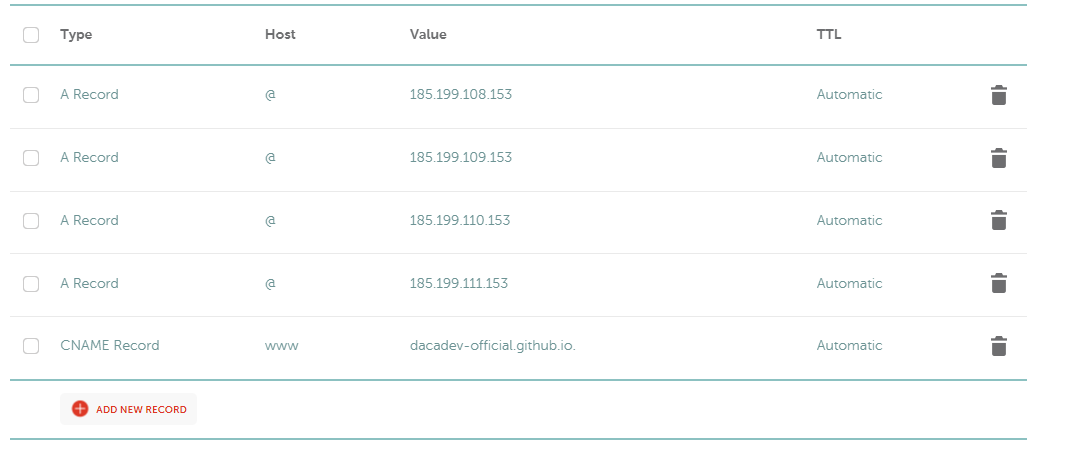 Type Host Value TTL
A Record @ 185.199.108.153 Automatic
A Record @ 185.199.109.153 Automatic
A Record @ 185.199.110.153 Automatic
A Record @ 185.199.111.153 Automatic
CNAME Record www dacadev-official.github.io. Automatic
ADD NEW RECORD